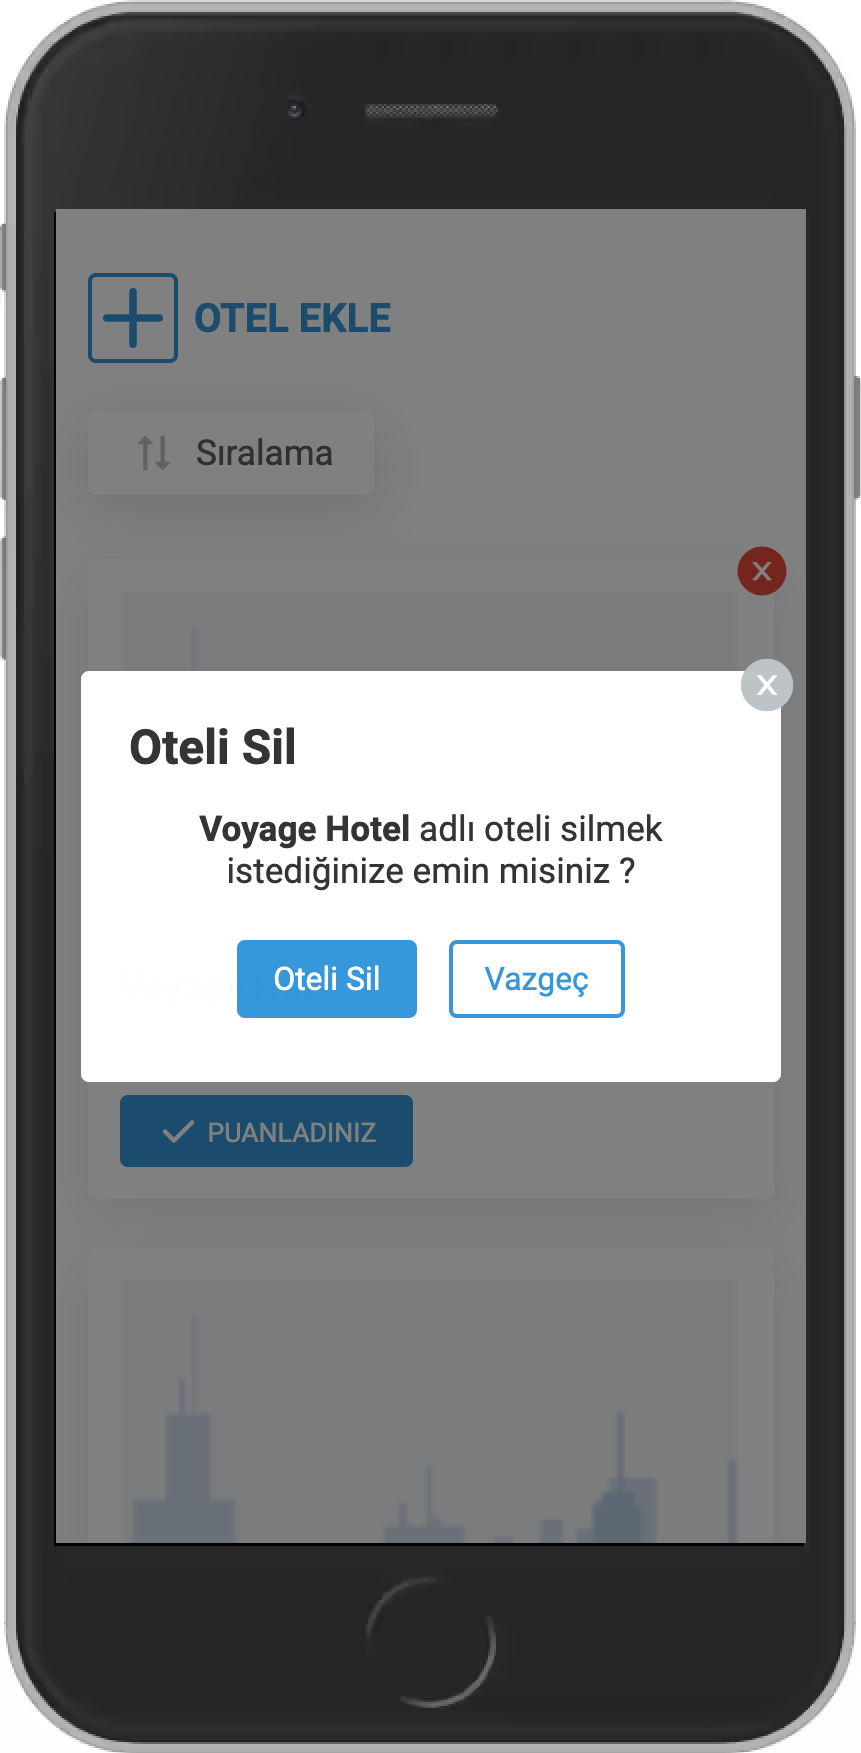 OTEL EKLE
Sıralama
X
X
Oteli Sil
Voyage Hotel adlı oteli silmek
istediğinize emin misiniz ?
Oteli Sil
Vazgeç
PUANLADINIZ